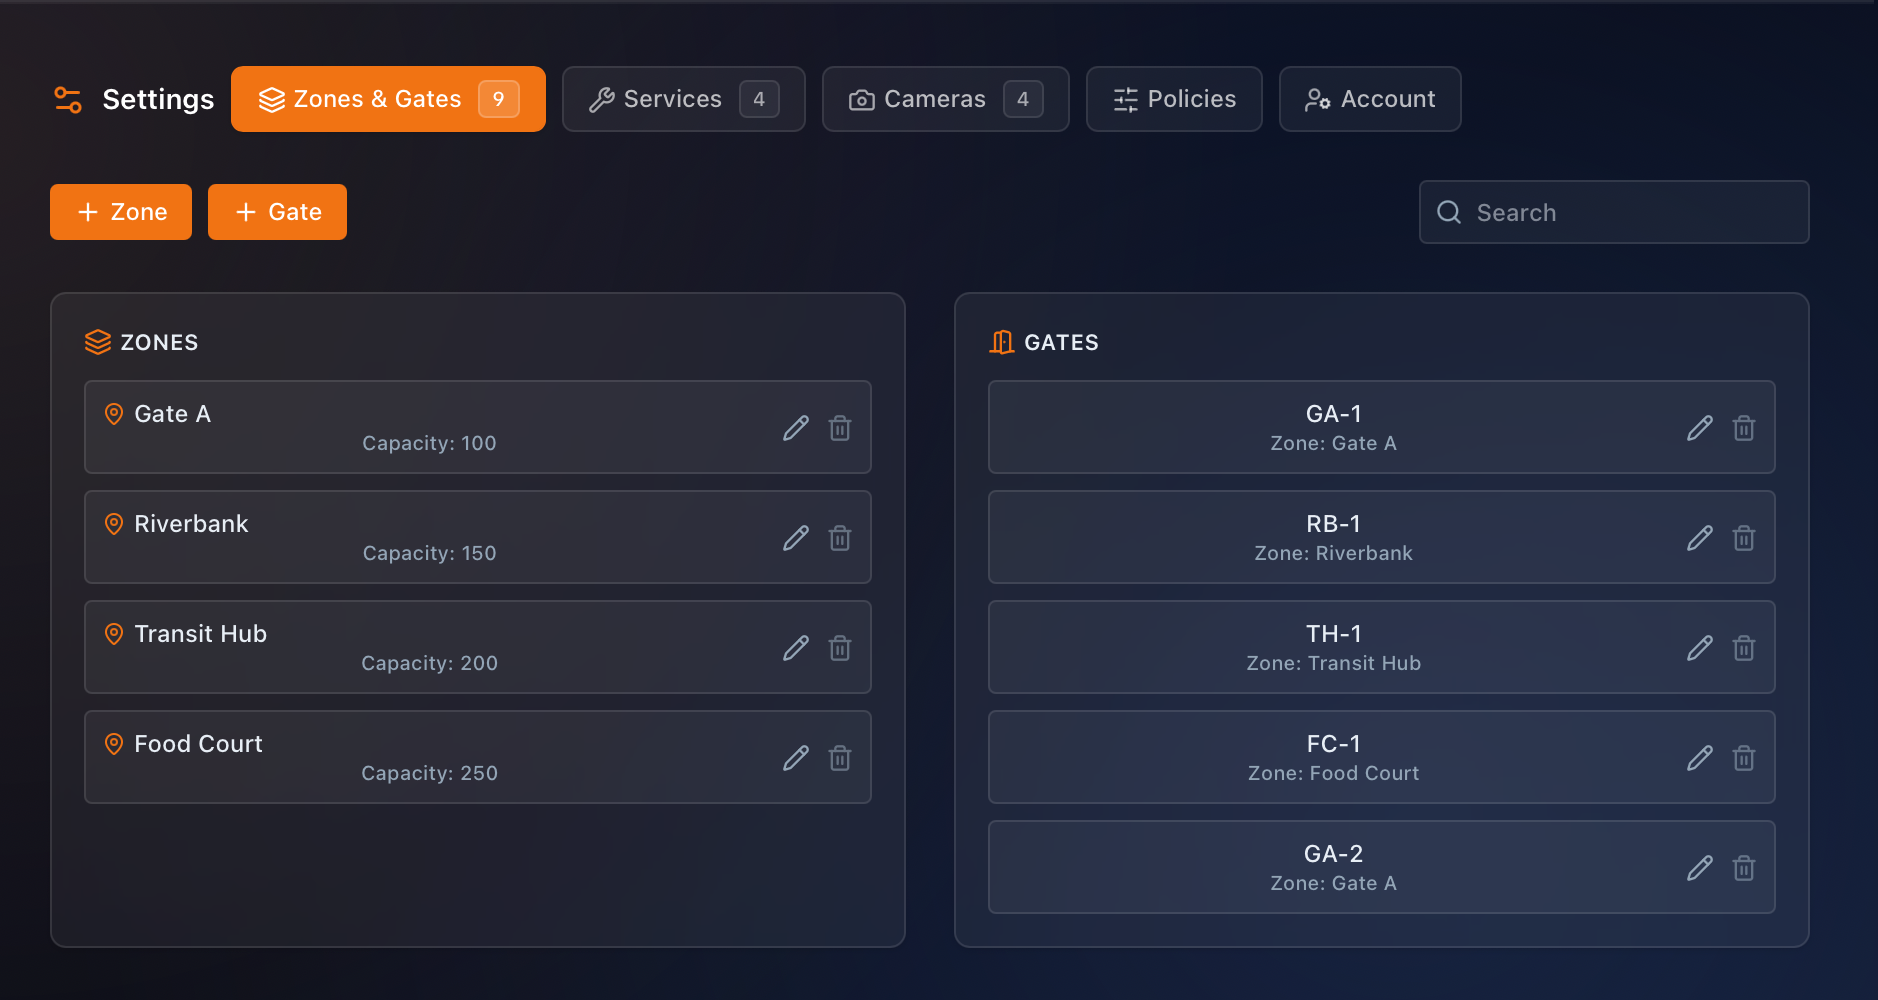 Settings
Zones & Gates 9
Services 4
Cameras 4
Policies
Account
+ Zone
+ Gate
Search
ZONES
Gate A
Capacity: 100
Riverbank
Capacity: 150
Transit Hub
Capacity: 200
Food Court
Capacity: 250
GATES
GA-1
Zone: Gate A
RB-1
Zone: Riverbank
TH-1
Zone: Transit Hub
FC-1
Zone: Food Court
GA-2
Zone: Gate A